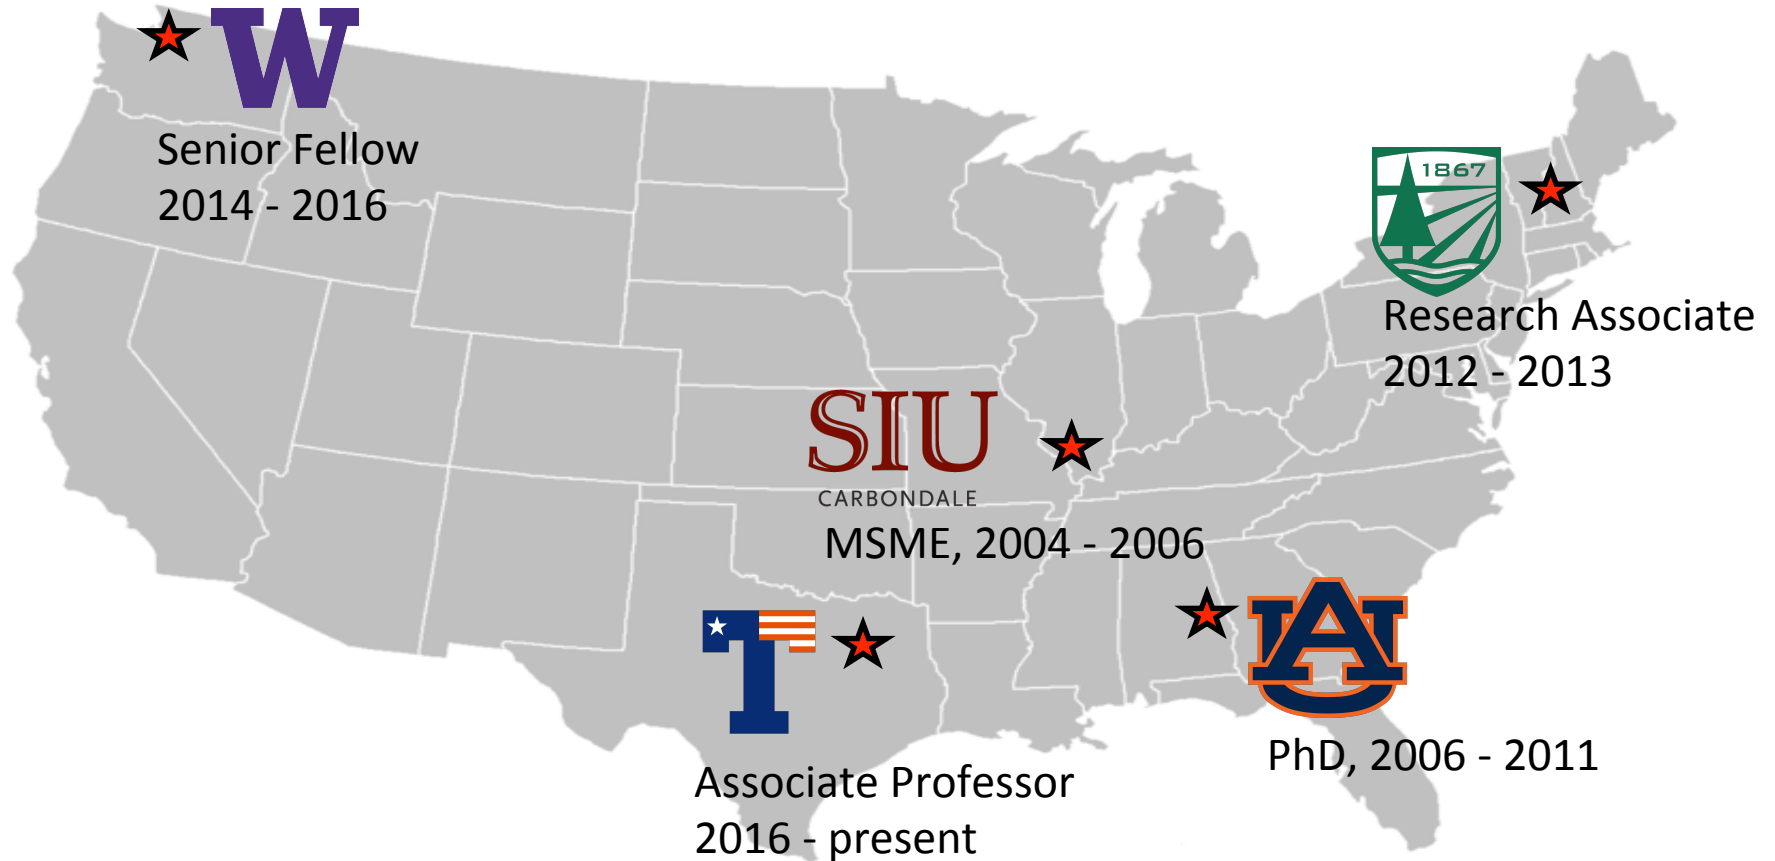 W
Senior Fellow
2014 - 2016
1867
Research Associate
2012 - 2013
SIU
CARBONDALE
MSME, 2004 - 2006
T
AU
PhD, 2006 - 2011
Associate Professor
2016 - present